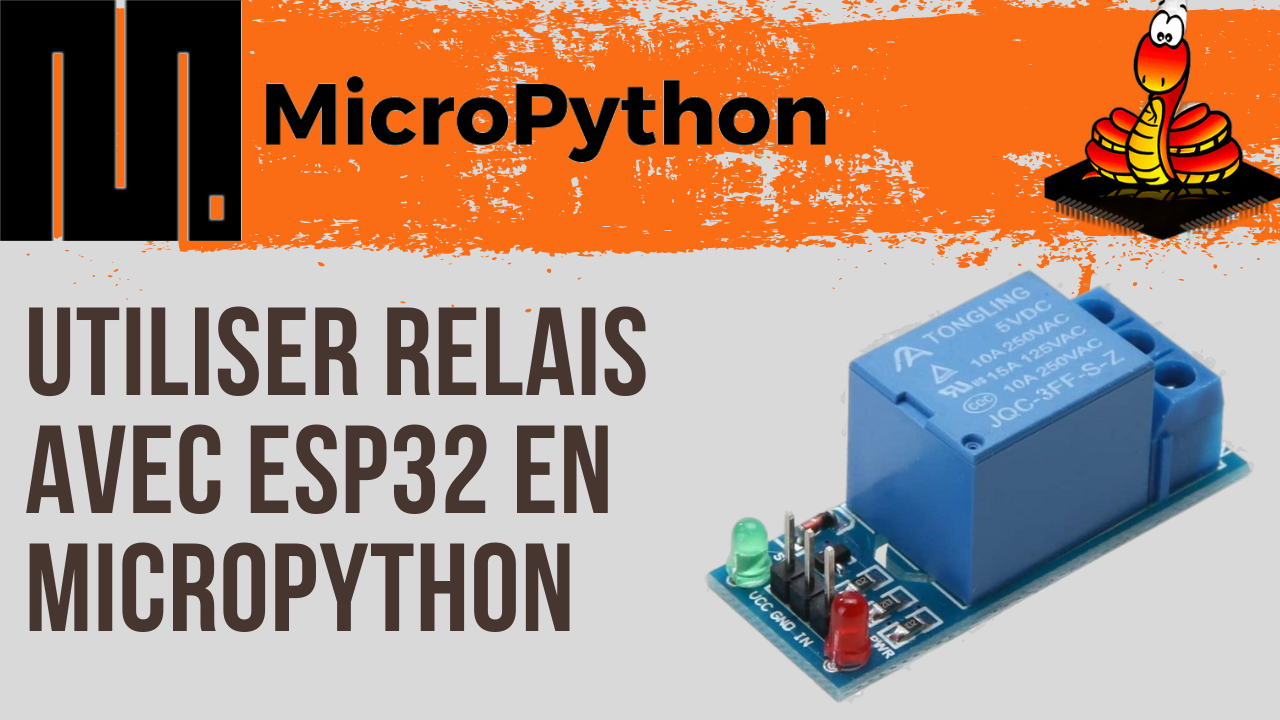 MicroPython
UTILISER RELAIS
AVEC ESP32 EN
MICROPYTHON
TONGLING
5VDC
10A 250VAC
15A 125VAC
10A 250VAC
JQC-3FF-S-Z
VCC GND IN
PWR